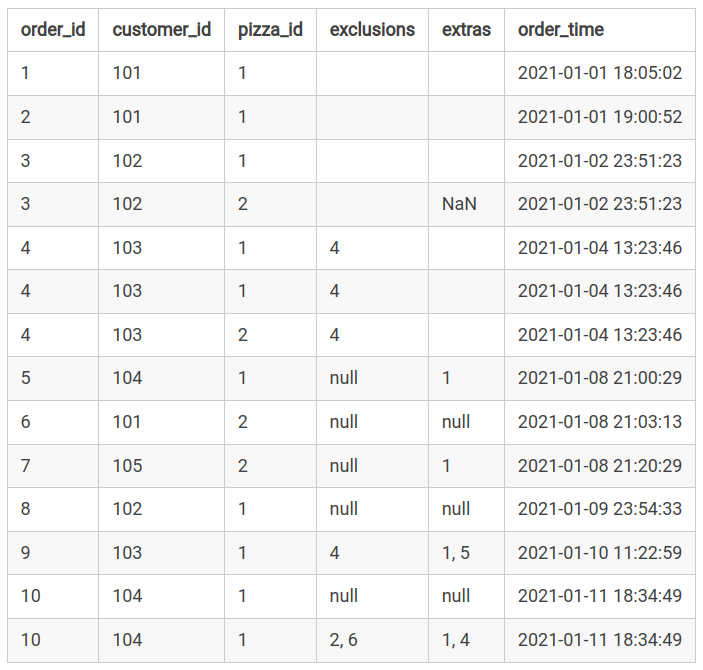 order_id customer_id pizza_id exclusions extras order_time
1 101 1 2021-01-01 18:05:02
2 101 1 2021-01-01 19:00:52
3 102 1 2021-01-02 23:51:23
3 102 2 NaN 2021-01-02 23:51:23
4 103 1 4 2021-01-04 13:23:46
4 103 1 4 2021-01-04 13:23:46
4 103 2 4 2021-01-04 13:23:46
5 104 1 null 1 2021-01-08 21:00:29
6 101 2 null null 2021-01-08 21:03:13
7 105 2 null 1 2021-01-08 21:20:29
8 102 1 null null 2021-01-09 23:54:33
9 103 1 4 1, 5 2021-01-10 11:22:59
10 104 1 null null 2021-01-11 18:34:49
10 104 1 2, 6 1, 4 2021-01-11 18:34:49